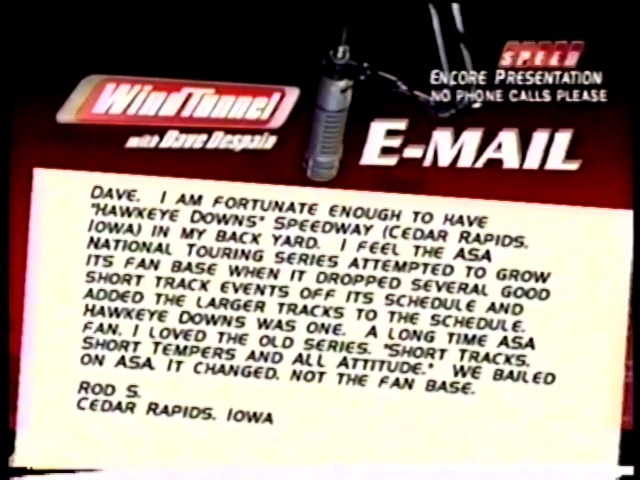 SPEED
ENCORE PRESENTATION
NO PHONE CALLS PLEASE
WindTunnel
with Dave Despain
E-MAIL
DAVE. I AM FORTUNATE ENOUGH TO HAVE
"HAWKEYE DOWNS" SPEEDWAY (CEDAR RAPIDS,
IOWA) IN MY BACK YARD. I FEEL THE ASA
NATIONAL TOURING SERIES ATTEMPTED TO GROW
ITS FAN BASE WHEN IT DROPPED SEVERAL GOOD
SHORT TRACK EVENTS OFF ITS SCHEDULE AND
ADDED THE LARGER TRACKS TO THE SCHEDULE.
HAWKEYE DOWNS WAS ONE. A LONG TIME ASA
FAN, I LOVED THE OLD SERIES. "SHORT TRACKS,
SHORT TEMPERS AND ALL ATTITUDE." WE BAILED
ON ASA. IT CHANGED, NOT THE FAN BASE.
ROD S.
CEDAR RAPIDS, IOWA